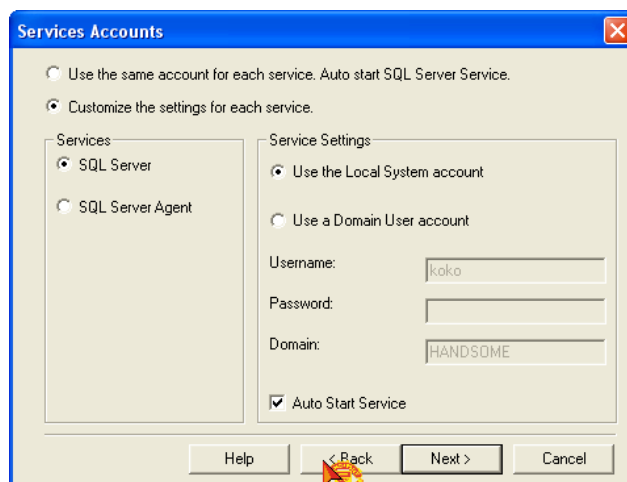 Services Accounts
Use the same account for each service. Auto start SQL Server Service.
Customize the settings for each service.
Services
SQL Server
SQL Server Agent
Service Settings
Use the Local System account
Use a Domain User account
Username:
koko
Password:
Domain:
HANDSOME
Auto Start Service
Help
< Back
Next >
Cancel